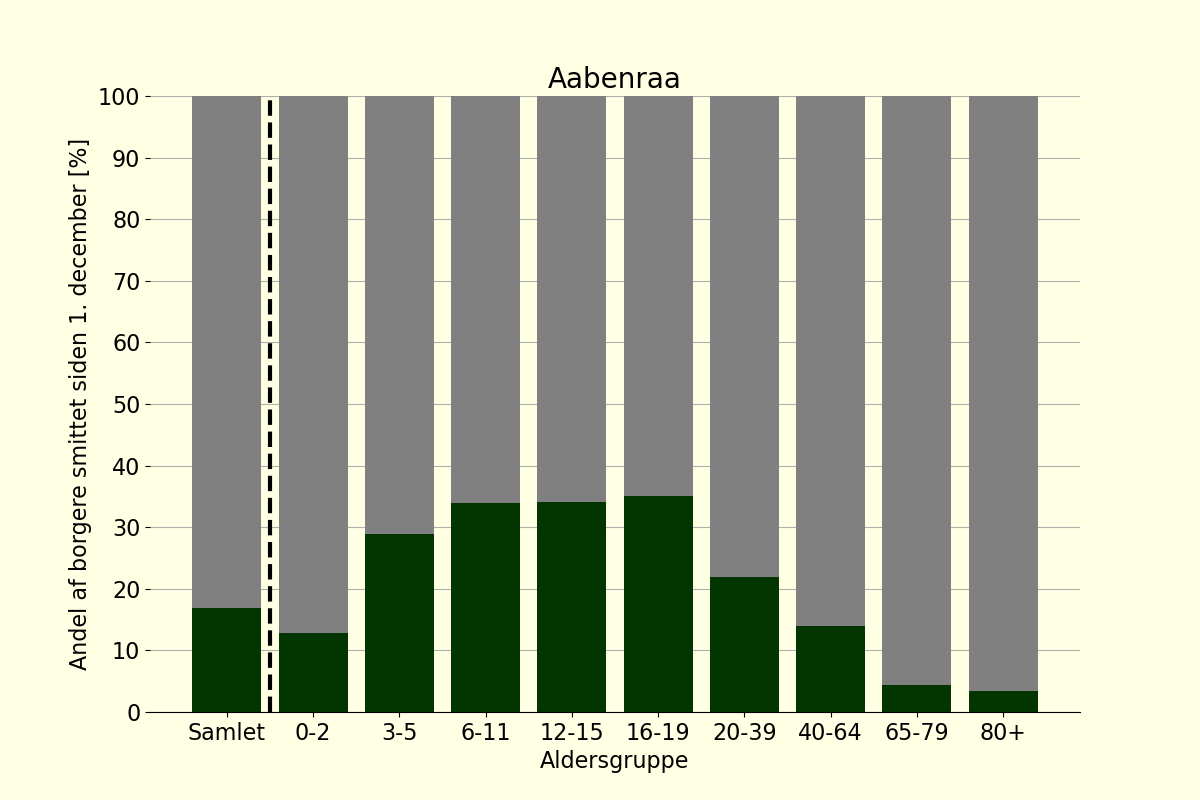 Aabenraa
Andel af borgere smittet siden 1. december [%]
100
90
80
70
60
50
40
30
20
10
0
Samlet 0-2 3-5 6-11 12-15 16-19 20-39 40-64 65-79 80+
Aldersgruppe